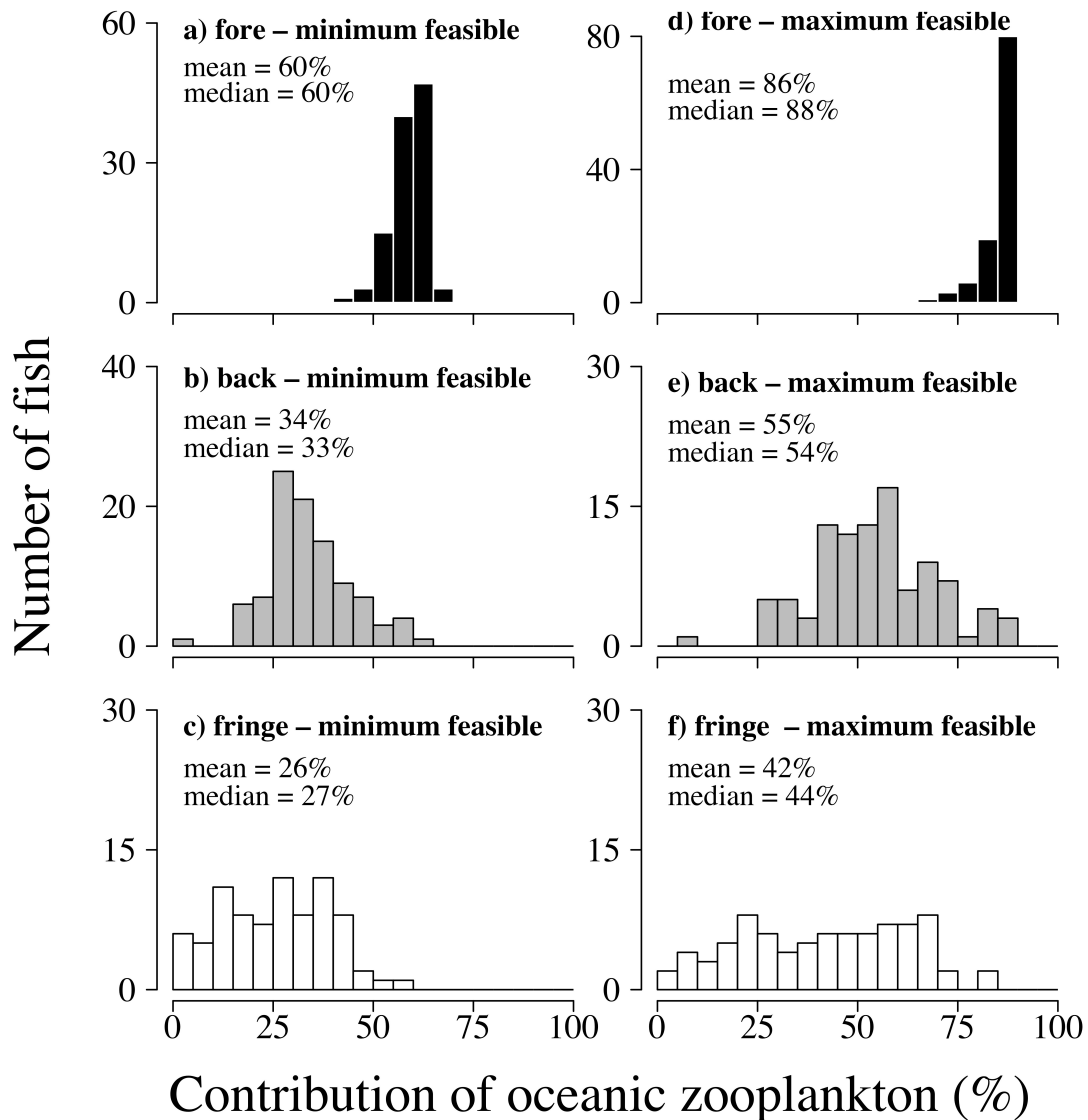 Number of fish
a) fore – minimum feasible
mean = 60%
median = 60%
60
30
0
d) fore – maximum feasible
mean = 86%
median = 88%
80
40
0
b) back – minimum feasible
mean = 34%
median = 33%
40
20
0
e) back – maximum feasible
mean = 55%
median = 54%
30
15
0
c) fringe – minimum feasible
mean = 26%
median = 27%
30
15
0
0 25 50 75 100
f) fringe – maximum feasible
mean = 42%
median = 44%
30
15
0
0 25 50 75 100
Contribution of oceanic zooplankton (%)